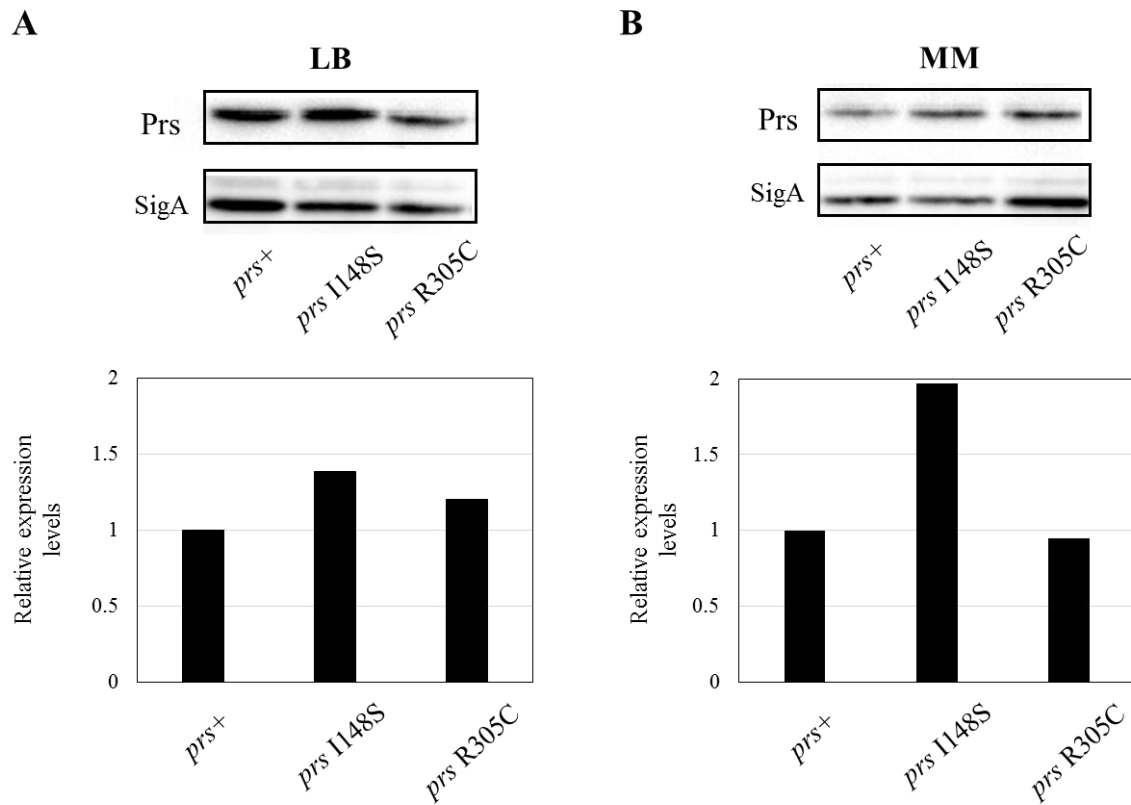 A
LB
Prs
SigA
prs+
prs I148S
prs R305C
2
1.5
1
0.5
0
Relative expression
levels
prs+
prs I148S
prs R305C
B
MM
Prs
SigA
prs+
prs I148S
prs R305C
2
1.5
1
0.5
0
Relative expression
levels
prs+
prs I148S
prs R305C